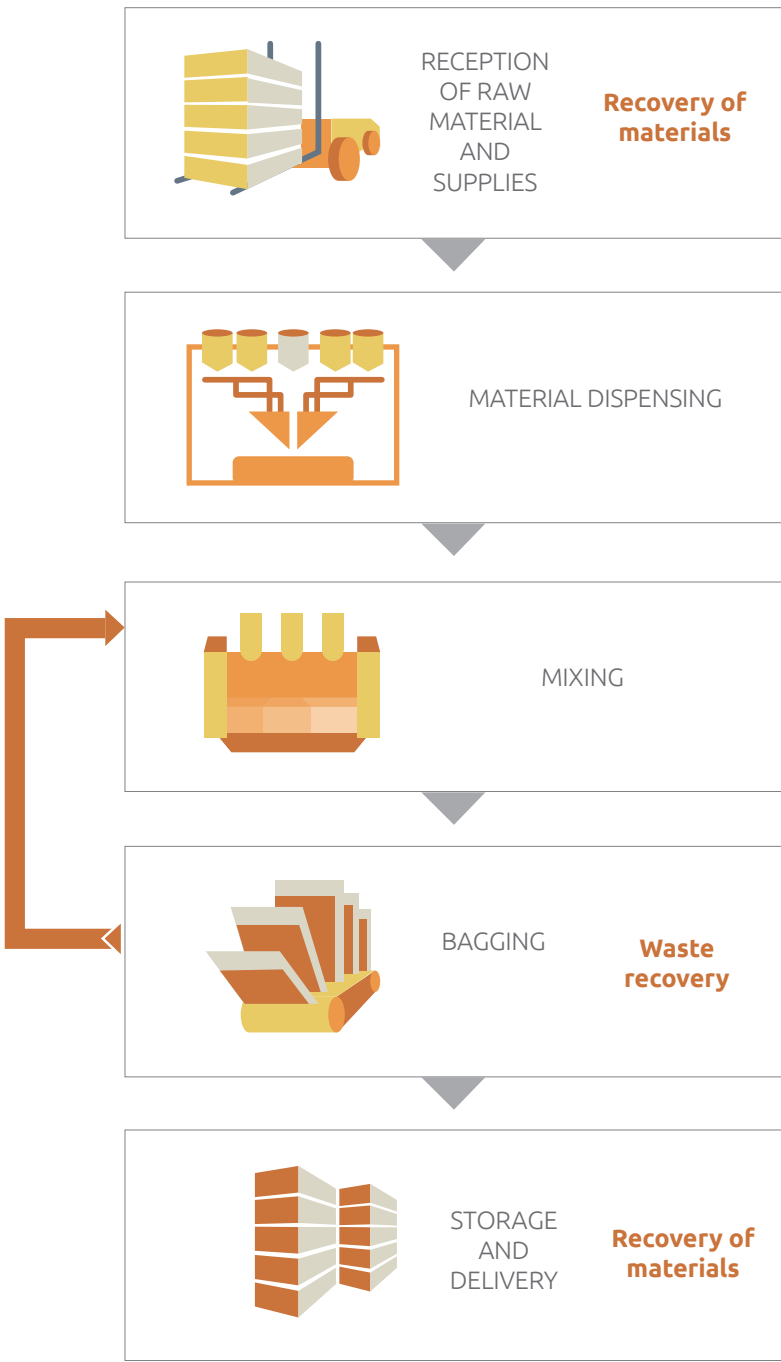 RECEPTION
OF RAW
MATERIAL
AND
SUPPLIES
Recovery of
materials
MATERIAL DISPENSING
MIXING
BAGGING
Waste
recovery
STORAGE
AND
DELIVERY
Recovery of
materials